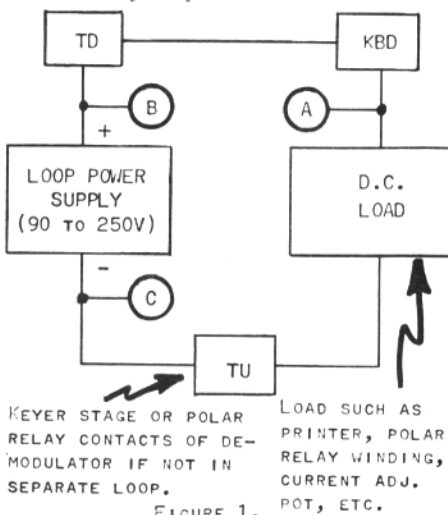 TD
KBD
B
A
+
LOOP POWER
SUPPLY
(90 TO 250V)
D.C.
LOAD
-
C
TU
KEYER STAGE OR POLAR
RELAY CONTACTS OF DE-
MODULATOR IF NOT IN
SEPARATE LOOP.
LOAD SUCH AS
PRINTER, POLAR
RELAY WINDING,
CURRENT ADJ.
POT, ETC.
FIGURE 1.